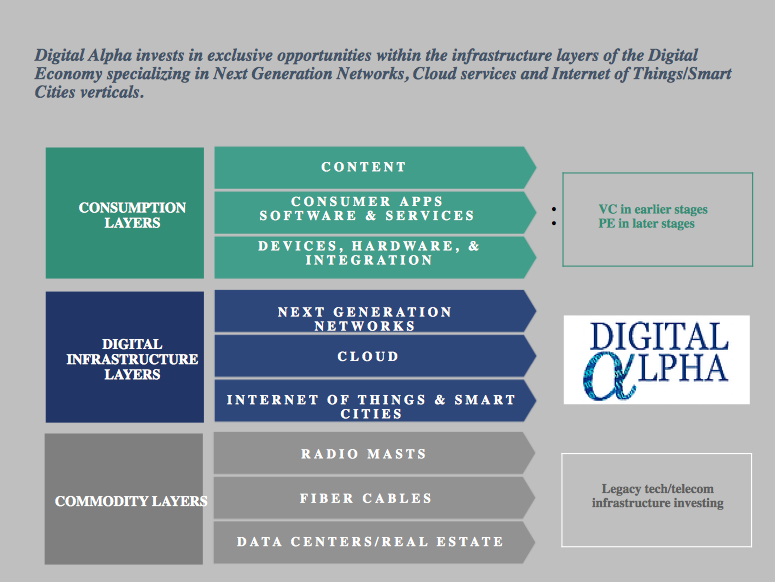 Digital Alpha invests in exclusive opportunities within the infrastructure layers of the Digital
Economy specializing in Next Generation Networks, Cloud services and Internet of Things/Smart
Cities verticals.
CONSUMPTION
LAYERS
CONTENT
CONSUMER APPS
SOFTWARE & SERVICES
DEVICES, HARDWARE, &
INTEGRATION
• VC in earlier stages
• PE in later stages
DIGITAL
INFRASTRUCTURE
LAYERS
NEXT GENERATION
NETWORKS
CLOUD
INTERNET OF THINGS & SMART
CITIES
DIGITAL
αLPHA
COMMODITY LAYERS
RADIO MASTS
FIBER CABLES
DATA CENTERS/REAL ESTATE
Legacy tech/telecom
infrastructure investing